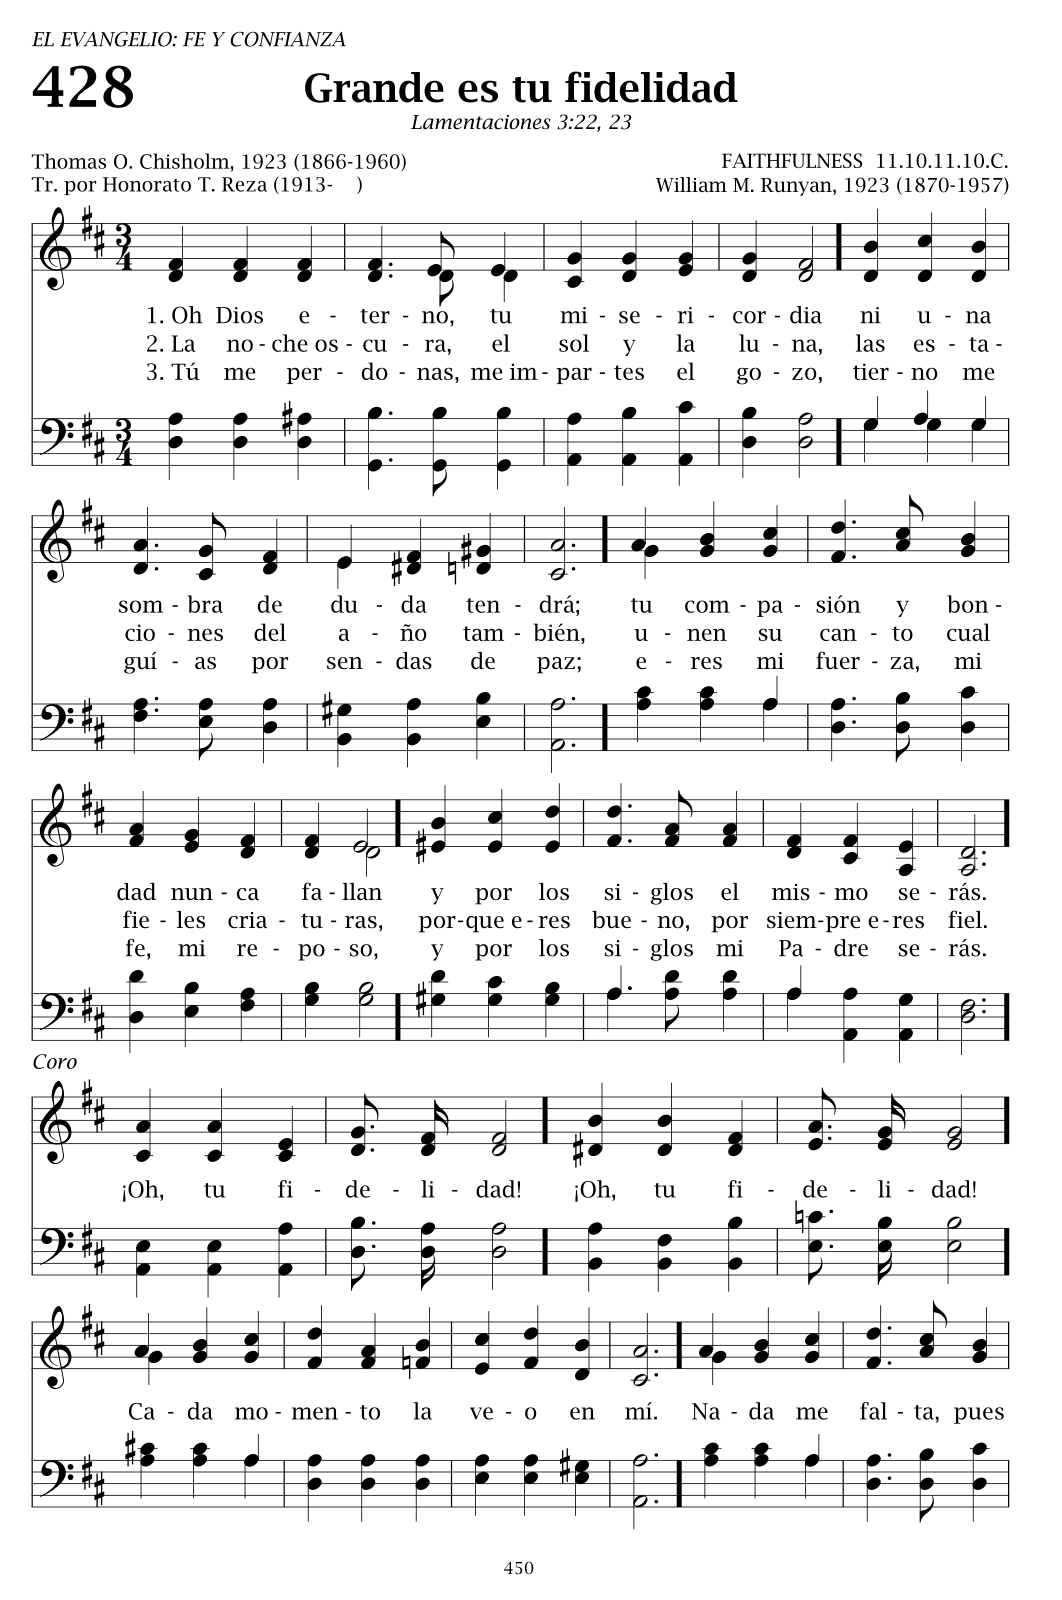 EL EVANGELIO: FE Y CONFIANZA
428
Grande es tu fidelidad
Lamentaciones 3:22, 23
Thomas O. Chisholm, 1923 (1866-1960)
FAITHFULNESS 11.10.11.10.C.
Tr. por Honorato T. Reza (1913- )
William M. Runyan, 1923 (1870-1957)
1. Oh Dios e - ter - no, tu mi - se - ri - cor - dia ni u - na
2. La no - che os - cu - ra, el sol y la lu - na, las es - ta -
3. Tú me per - do - nas, me im - par - tes el go - zo, tier - no me
som - bra de du - da ten - drá; tu com - pa - sión y bon -
cio - nes del a - ño tam - bién, u - nen su can - to cual
guí - as por sen - das de paz; e - res mi fuer - za, mi
dad nun - ca fa - llan y por los si - glos el mis - mo se - rás.
fie - les cria - tu - ras, por - que e - res bue - no, por siem - pre e - res fiel.
fe, mi re - po - so, y por los si - glos mi Pa - dre se - rás.
Coro
¡Oh, tu fi - de - li - dad! ¡Oh, tu fi - de - li - dad!
Ca - da mo - men - to la ve - o en mí. Na - da me fal - ta, pues
450